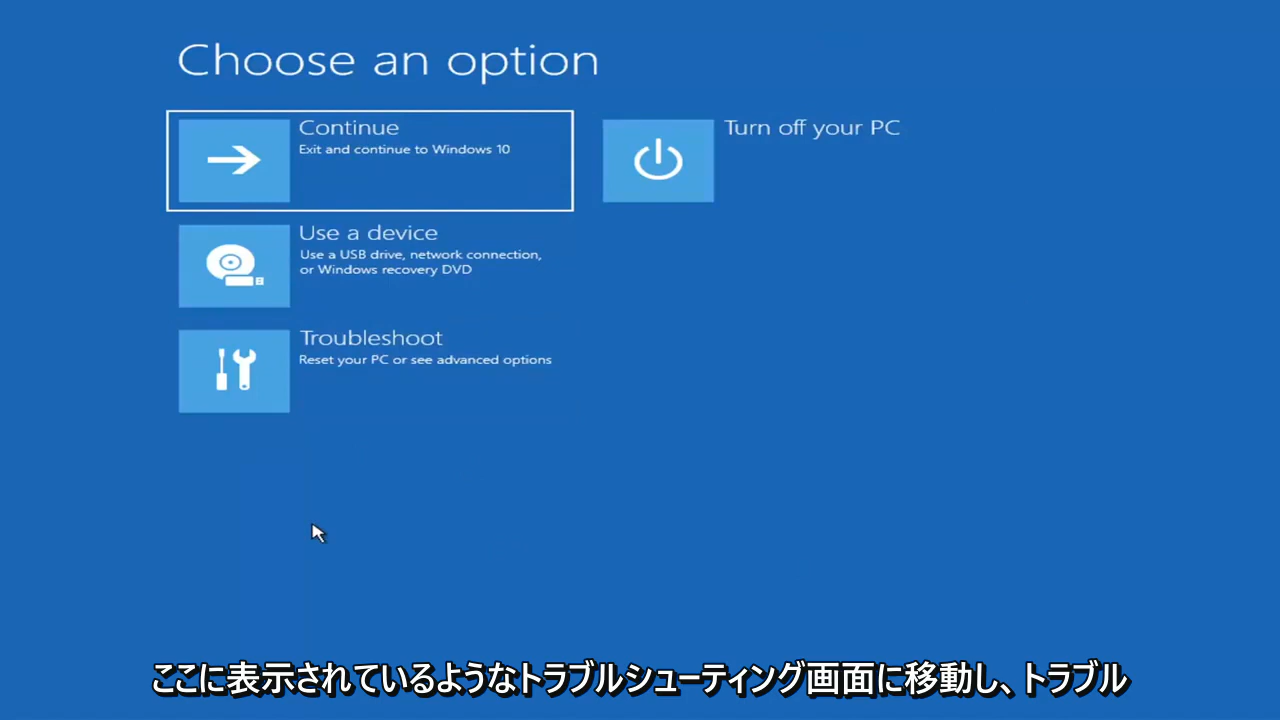 Choose an option
Continue
Exit and continue to Windows 10
Turn off your PC
Use a device
Use a USB drive, network connection,
or Windows recovery DVD
Troubleshoot
Reset your PC or see advanced options
ここに表示されているようなトラブルシューティング画面に移動し、トラブル